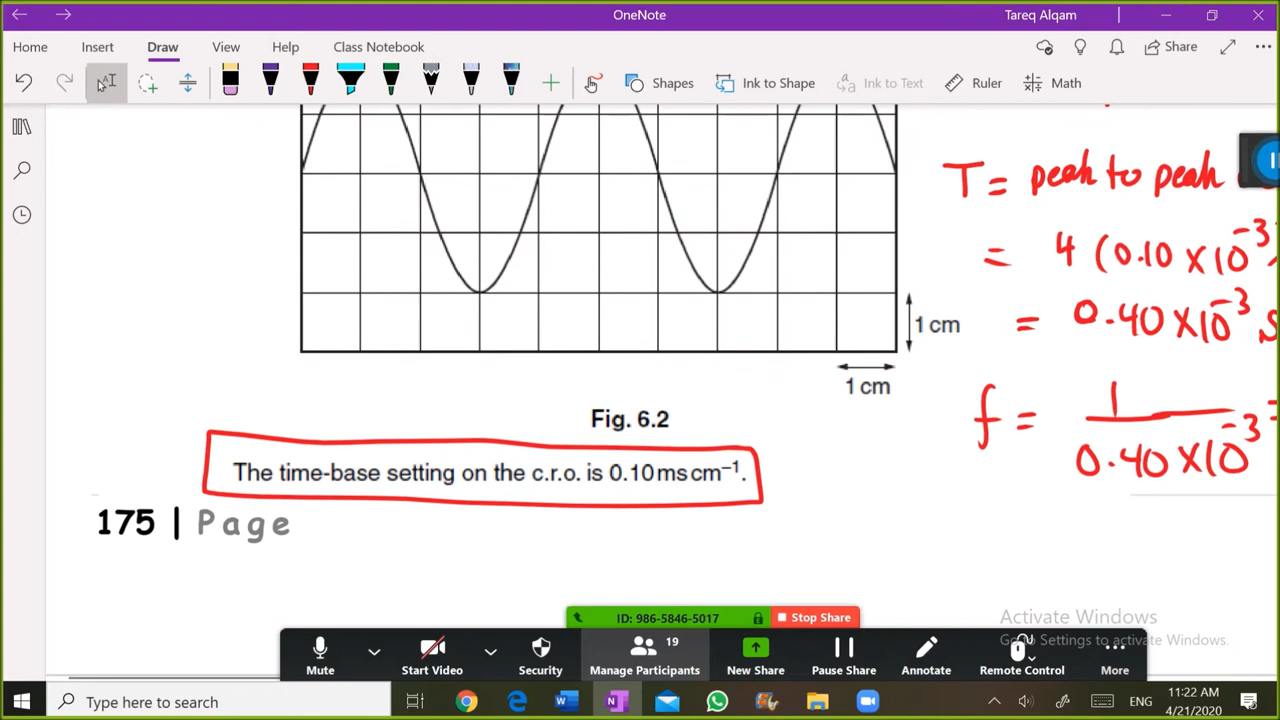 OneNote
Tareq Alqam
Home Insert Draw View Help Class Notebook
Share
Shapes Ink to Shape Ink to Text Ruler Math
T = peak to peak
= 4 (0.10 ×10⁻³
= 0.40 ×10⁻³ s
1 cm
1 cm
f = 1
0.40 ×10⁻³
=
Fig. 6.2
The time-base setting on the c.r.o. is 0.10 ms cm⁻¹.
175 | Page
ID: 986-5846-5017 Stop Share
Activate Windows
Go to Settings to activate Windows.
19
Mute Start Video Security Manage Participants New Share Pause Share Annotate Remote Control More
Type here to search
ENG
11:22 AM
4/21/2020